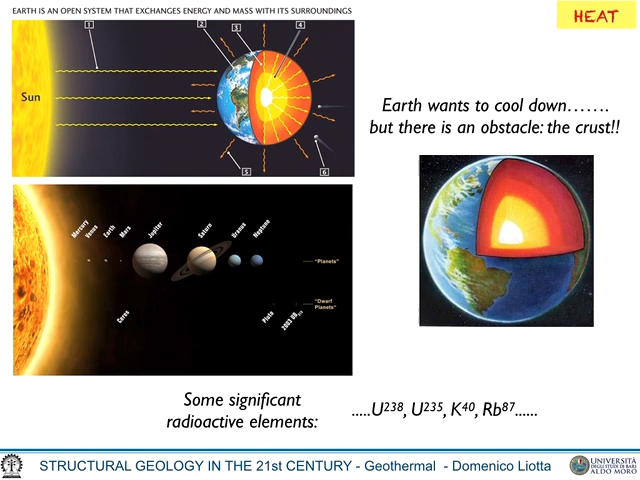 EARTH IS AN OPEN SYSTEM THAT EXCHANGES ENERGY AND MASS WITH ITS SURROUNDINGS
HEAT
1
2
3
4
Sun
5
6
Earth wants to cool down…….
but there is an obstacle: the crust!!
Mercury
Venus
Earth
Mars
Jupiter
Saturn
Uranus
Neptune
"Planets"
"Dwarf
Planets"
Ceres
Pluto
2003 UB313
Some significant
radioactive elements:
.....U238, U235, K40, Rb87......
STRUCTURAL GEOLOGY IN THE 21st CENTURY - Geothermal - Domenico Liotta
UNIVERSITÀ
DEGLI STUDI DI BARI
ALDO MORO